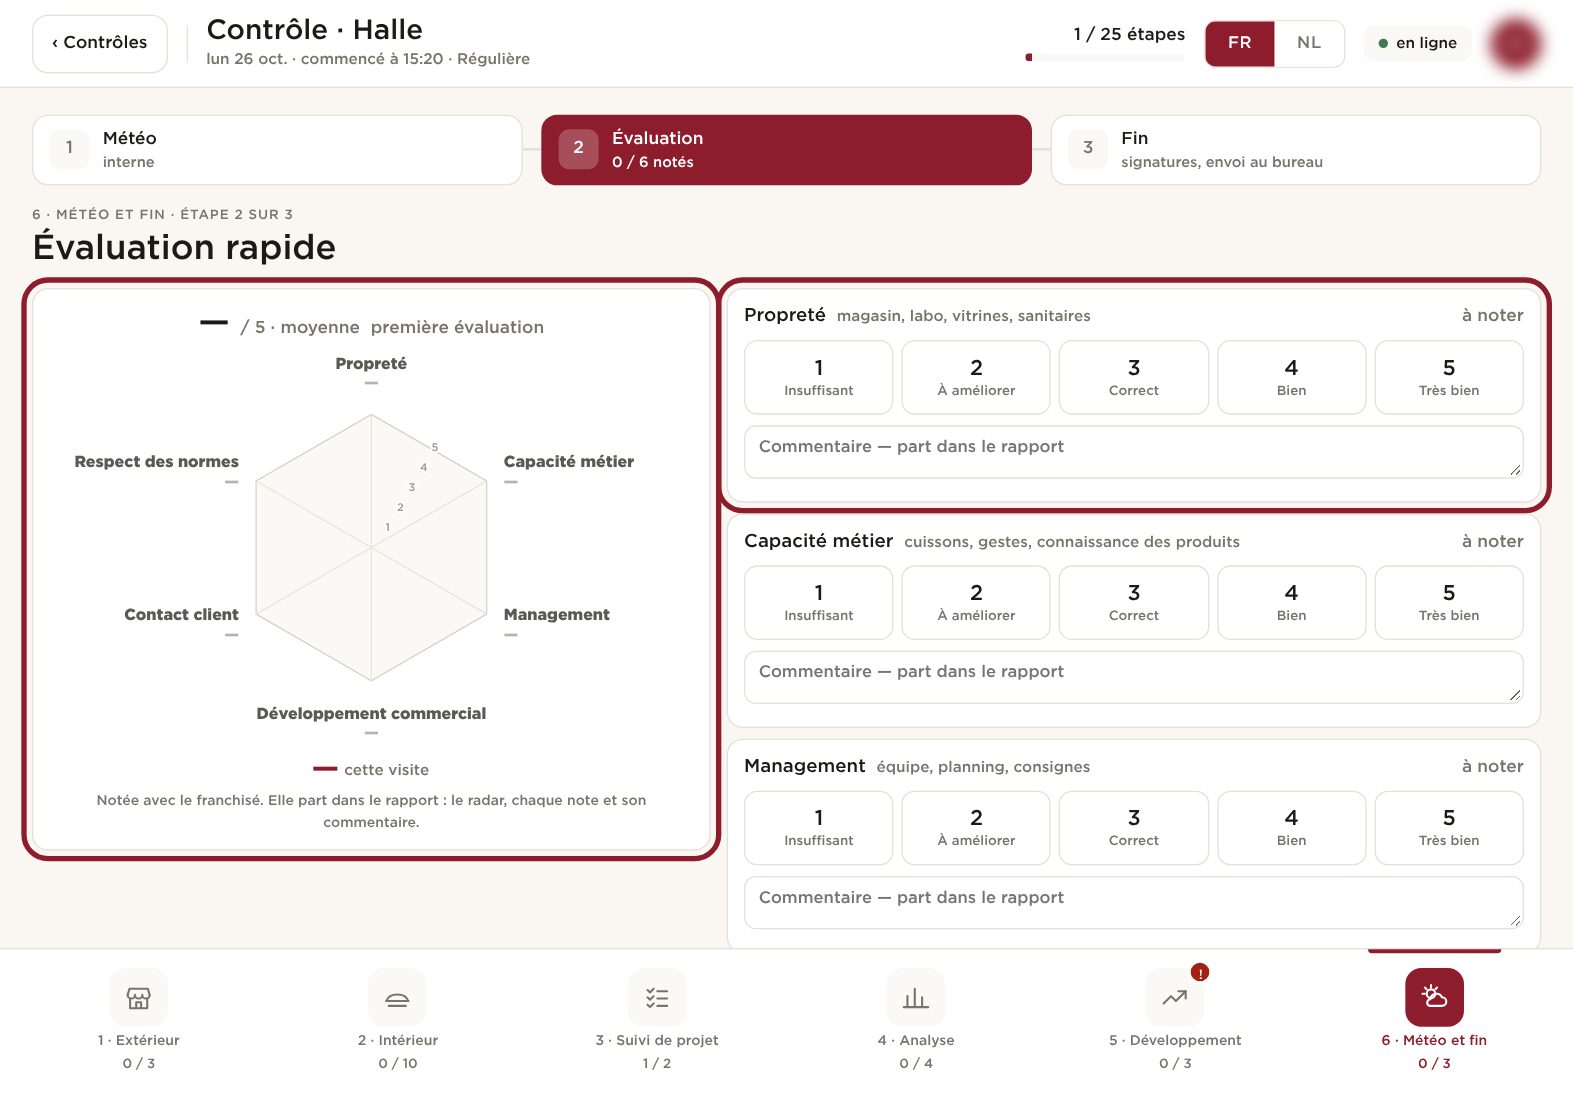 ‹ Contrôles
Contrôle · Halle
lun 26 oct. · commencé à 15:20 · Régulière
1 / 25 étapes
FR
NL
en ligne
1
Météo
interne
2
Évaluation
0 / 6 notés
3
Fin
signatures, envoi au bureau
6 · MÉTÉO ET FIN · ÉTAPE 2 SUR 3
Évaluation rapide
— / 5 · moyenne première évaluation
Propreté
—
Respect des normes
—
Capacité métier
—
5
4
3
2
1
Contact client
—
Management
—
Développement commercial
—
cette visite
Notée avec le franchisé. Elle part dans le rapport : le radar, chaque note et son
commentaire.
Propreté magasin, labo, vitrines, sanitaires à noter
1 2 3 4 5
Insuffisant À améliorer Correct Bien Très bien
Commentaire — part dans le rapport
Capacité métier cuissons, gestes, connaissance des produits à noter
1 2 3 4 5
Insuffisant À améliorer Correct Bien Très bien
Commentaire — part dans le rapport
Management équipe, planning, consignes à noter
1 2 3 4 5
Insuffisant À améliorer Correct Bien Très bien
Commentaire — part dans le rapport
1 · Extérieur
0 / 3
2 · Intérieur
0 / 10
3 · Suivi de projet
1 / 2
4 · Analyse
0 / 4
!
5 · Développement
0 / 3
6 · Météo et fin
0 / 3